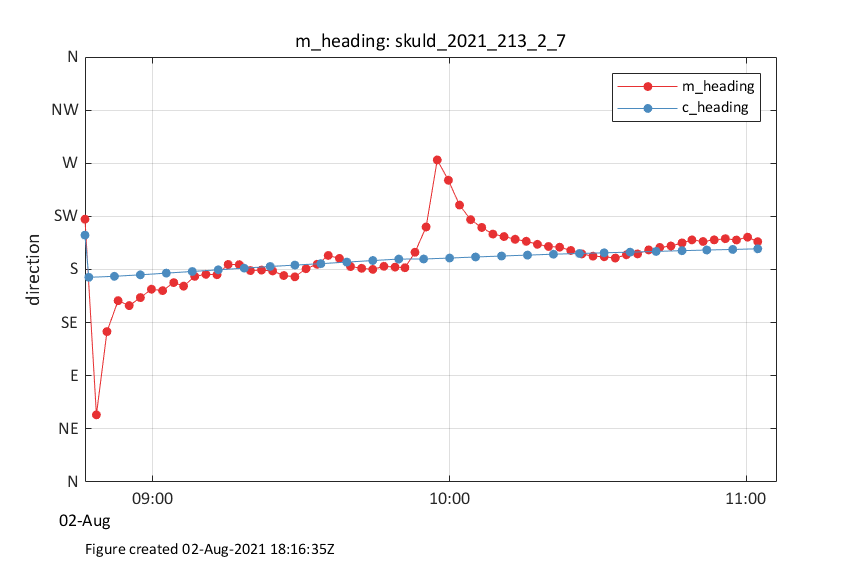 m_heading: skuld_2021_213_2_7
N
NW
W
SW
S
SE
E
NE
N
direction
m_heading
c_heading
09:00
10:00
11:00
02-Aug
Figure created 02-Aug-2021 18:16:35Z